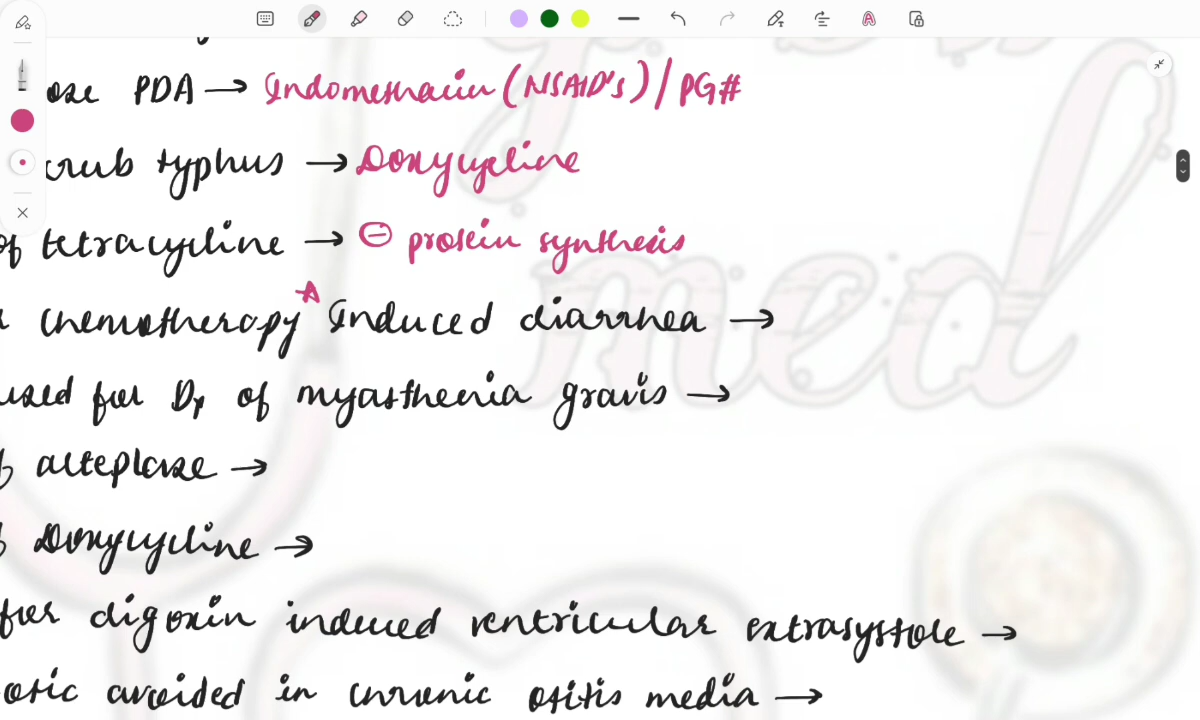 PDA → Indomethacin (NSAID's) / PG#
typhus → Doxycycline
of tetracycline → ⊖ protein synthesis
chemotherapy Induced diarrhea →
used for Dx of myasthenia gravis →
alteplase →
Doxycycline →
for digoxin induced ventricular extrasystole →
otic avoided in chronic otitis media →
med